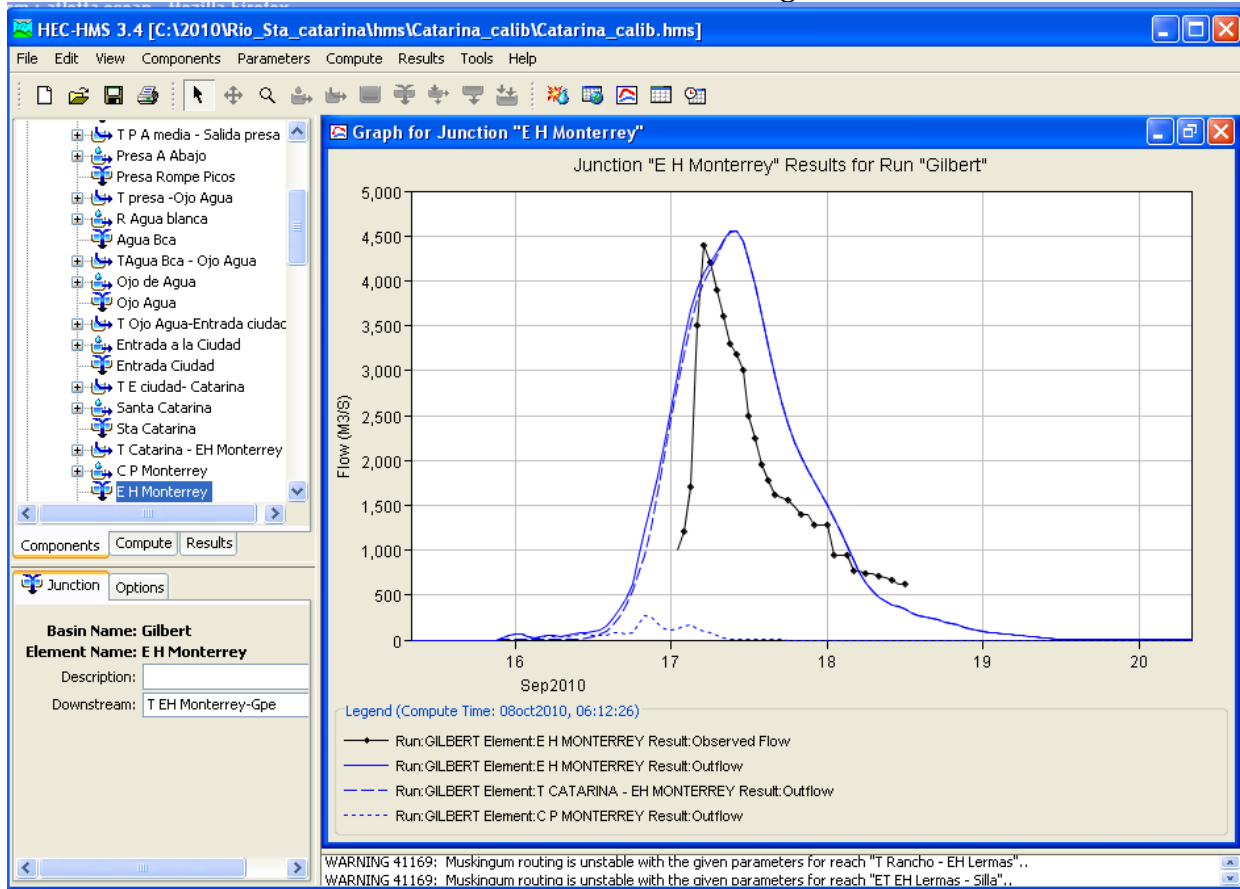 HEC-HMS 3.4 [C:\2010\Rio_Sta_catarina\hms\Catarina_calib\Catarina_calib.hms]
File Edit View Components Parameters Compute Results Tools Help
T P A media - Salida presa
Presa A Abajo
Presa Rompe Picos
T presa -Ojo Agua
R Agua blanca
Agua Bca
TAgua Bca - Ojo Agua
Ojo de Agua
Ojo Agua
T Ojo Agua-Entrada ciudac
Entrada a la Ciudad
Entrada Ciudad
T E ciudad- Catarina
Santa Catarina
Sta Catarina
T Catarina - EH Monterrey
C P Monterrey
E H Monterrey
Components Compute Results
Junction Options
Basin Name: Gilbert
Element Name: E H Monterrey
Description:
Downstream: T EH Monterrey-Gpe
Graph for Junction "E H Monterrey"
Junction "E H Monterrey" Results for Run "Gilbert"
Flow (M3/S)
5,000
4,500
4,000
3,500
3,000
2,500
2,000
1,500
1,000
500
0
16 17 18 19 20
Sep2010
Legend (Compute Time: 08oct2010, 06:12:26)
Run:GILBERT Element:E H MONTERREY Result:Observed Flow
Run:GILBERT Element:E H MONTERREY Result:Outflow
Run:GILBERT Element:T CATARINA - EH MONTERREY Result:Outflow
Run:GILBERT Element:C P MONTERREY Result:Outflow
WARNING 41169: Muskingum routing is unstable with the given parameters for reach "T Rancho - EH Lermas"..
WARNING 41169: Muskingum routing is unstable with the given parameters for reach "ET EH Lermas - Silla"..